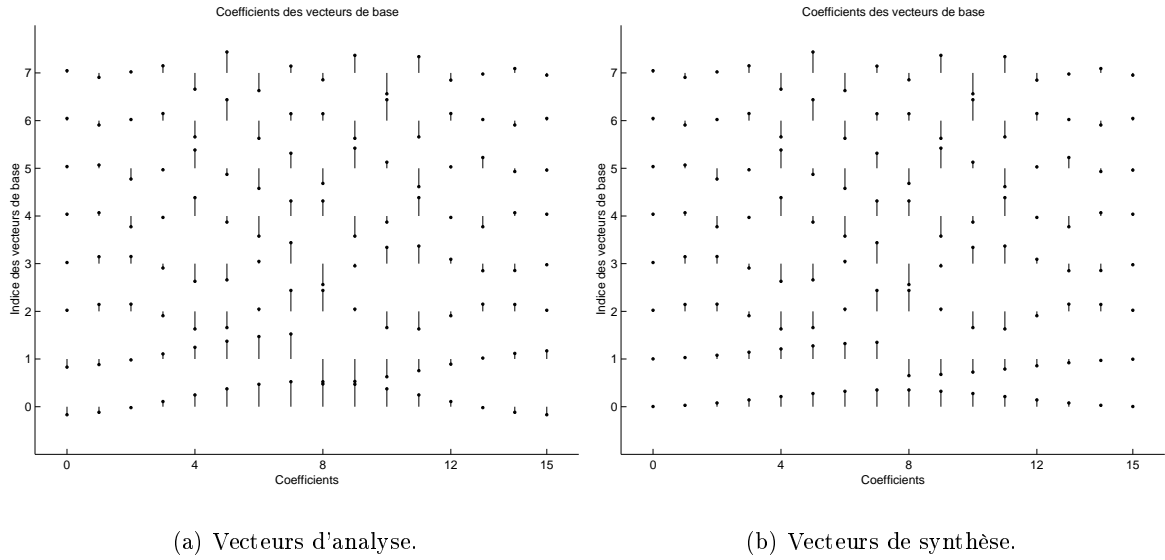 Coefficients des vecteurs de base
7
6
5
4
3
2
1
0
Indice des vecteurs de base
0 4 8 12 15
Coefficients
(a) Vecteurs d'analyse.
Coefficients des vecteurs de base
7
6
5
4
3
2
1
0
Indice des vecteurs de base
0 4 8 12 15
Coefficients
(b) Vecteurs de synthèse.